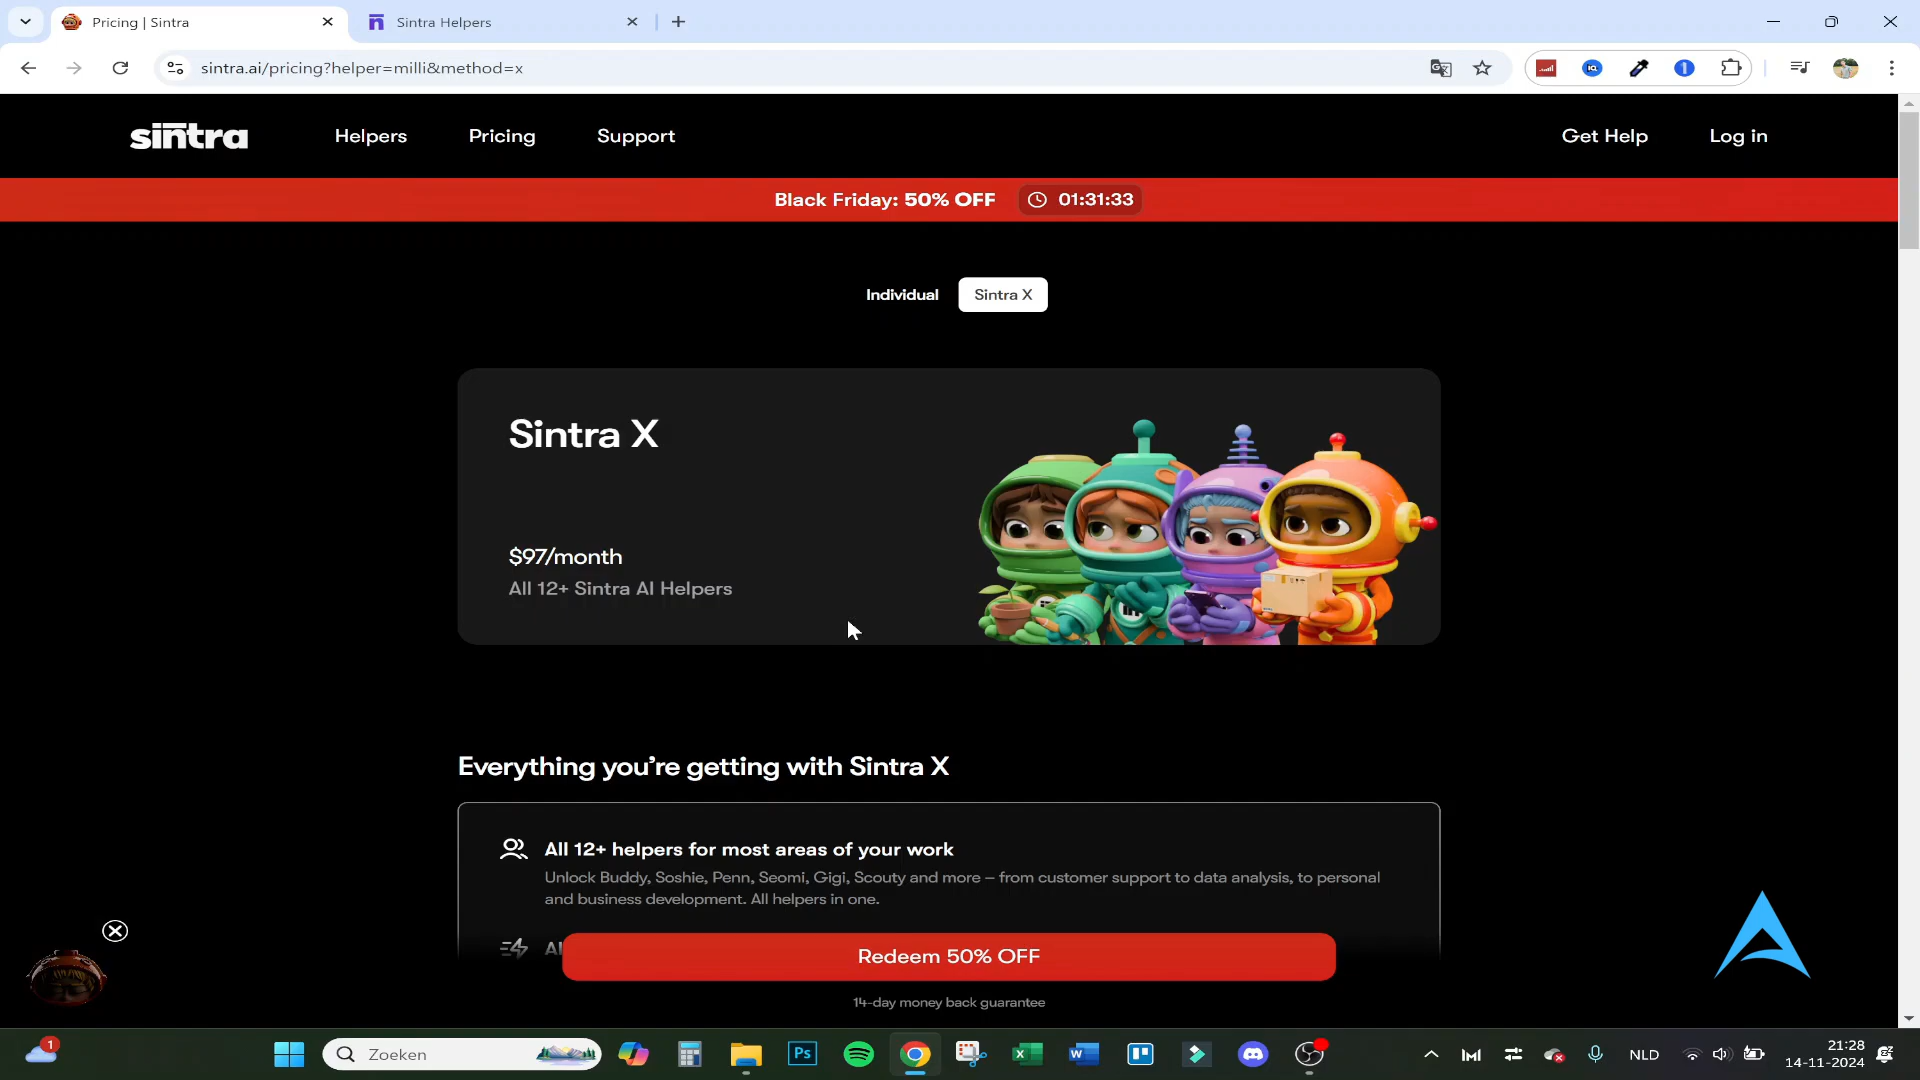 Pricing | Sintra
Sintra Helpers
sintra.ai/pricing?helper=milli&method=x
sintra
Helpers
Pricing
Support
Get Help
Log in
Black Friday: 50% OFF
01:31:33
Individual
Sintra X
Sintra X
$97/month
All 12+ Sintra AI Helpers
Everything you're getting with Sintra X
All 12+ helpers for most areas of your work
Unlock Buddy, Soshie, Penn, Seomi, Gigi, Scouty and more – from customer support to data analysis, to personal
and business development. All helpers in one.
Redeem 50% OFF
14-day money back guarantee
1
Zoeken
Ps
NLD
21:28
14-11-2024